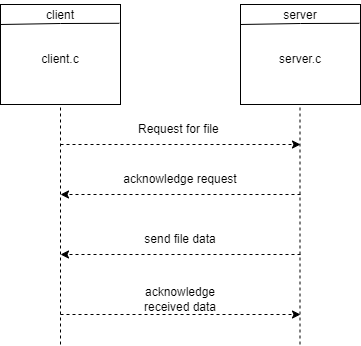 client
server
client.c
server.c
Request for file
acknowledge request
send file data
acknowledge
received data